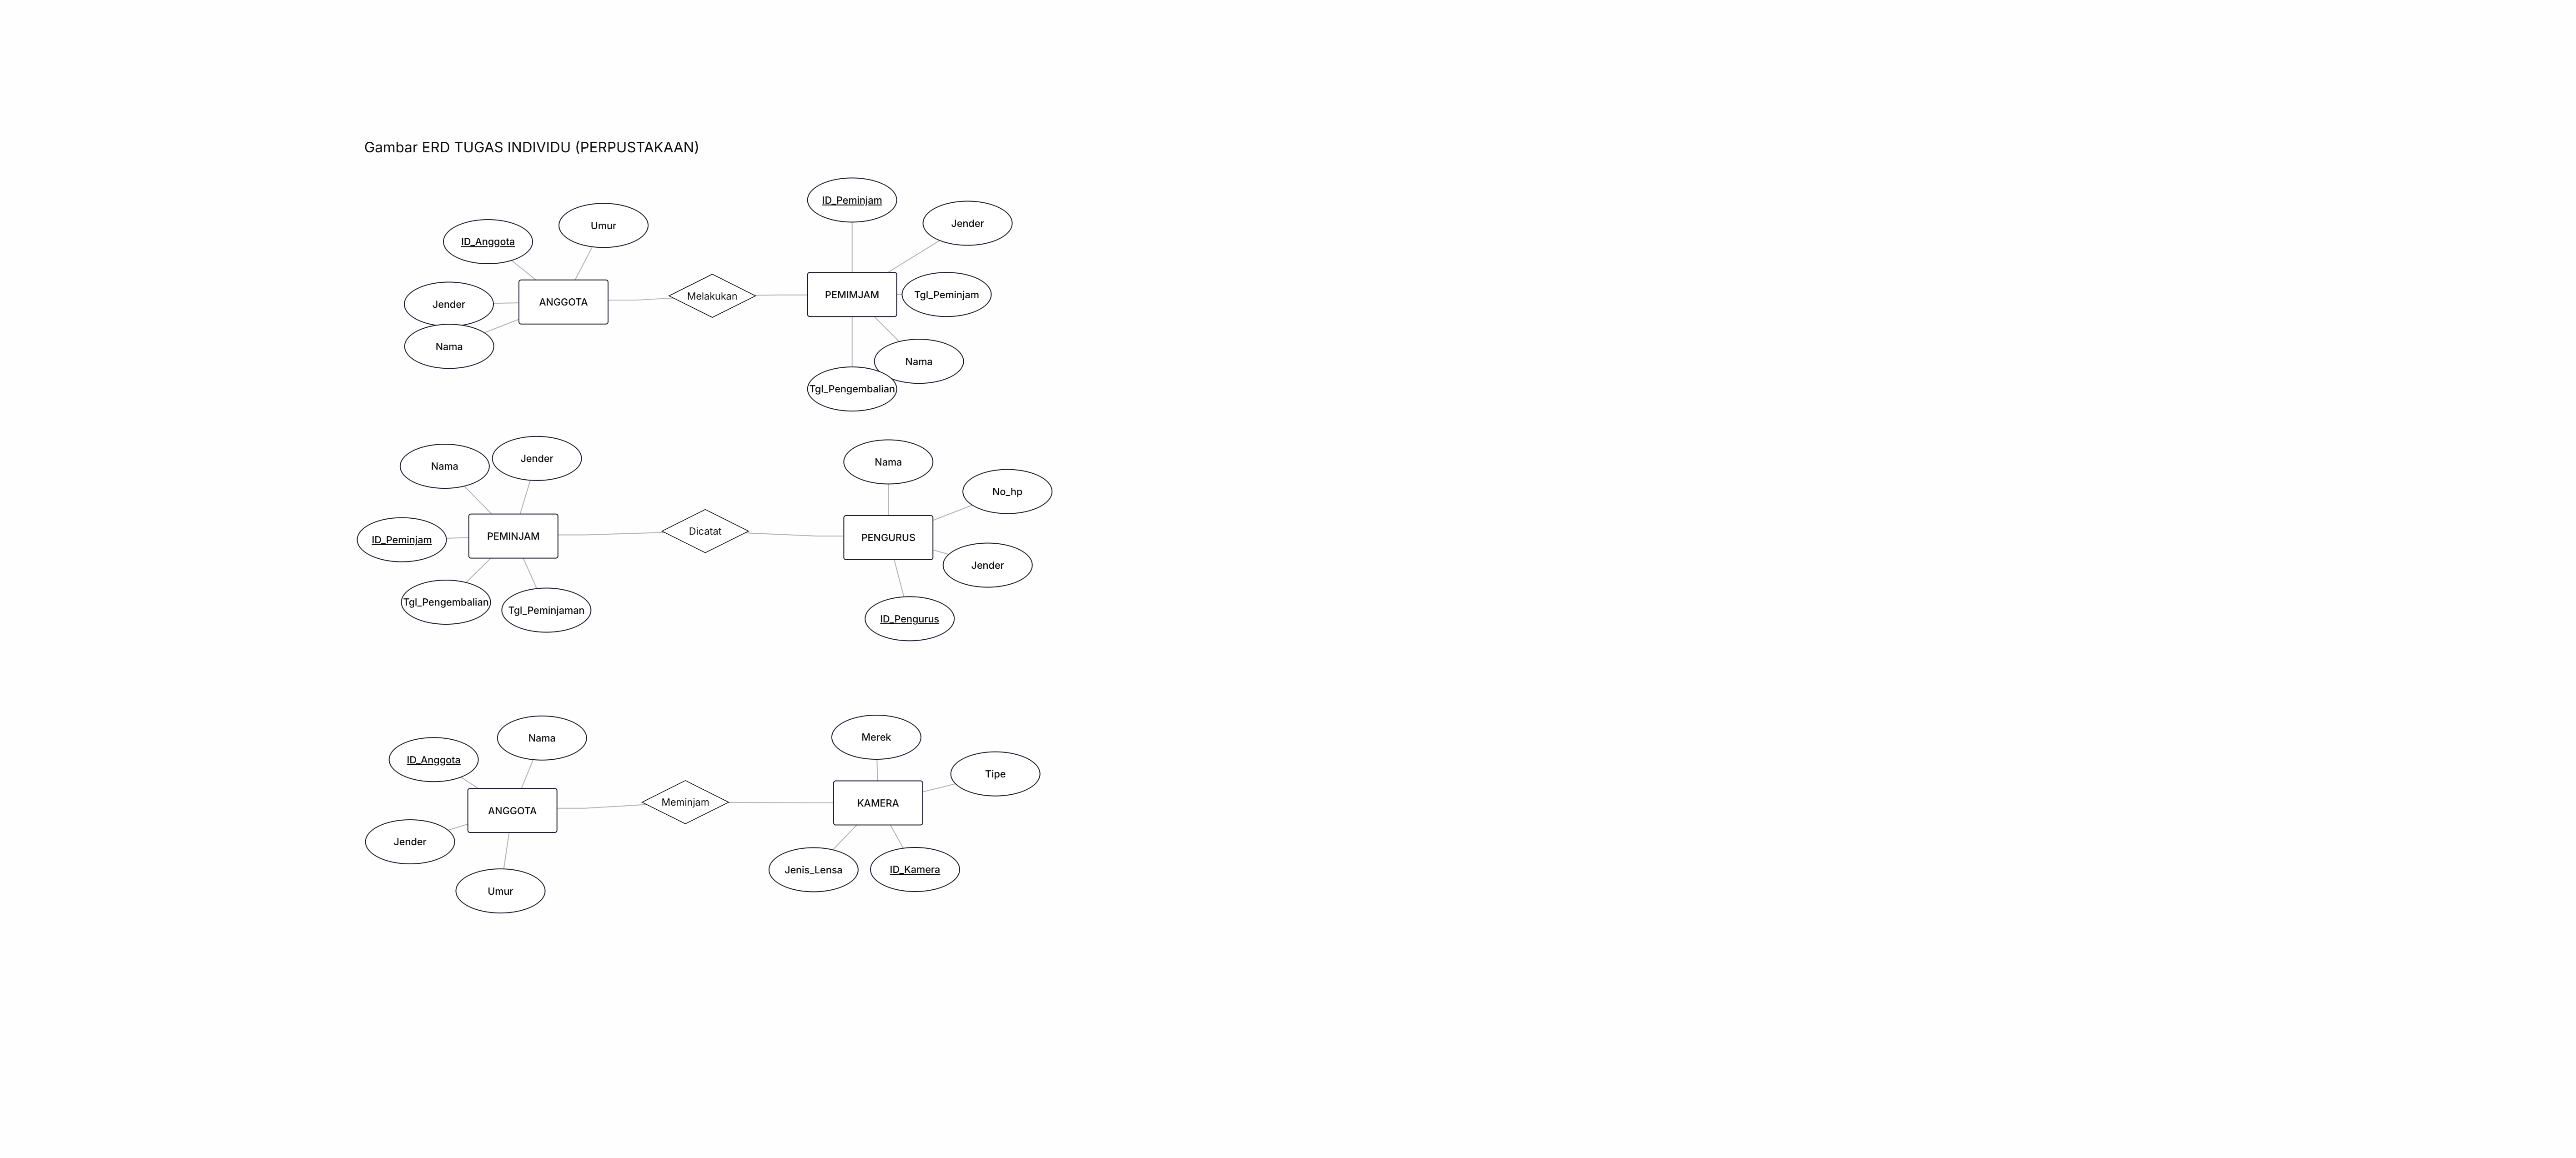 Gambar ERD TUGAS INDIVIDU (PERPUSTAKAAN)
ID_Peminjam
Jender
Umur
ID_Anggota
PEMIMJAM
Tgl_Peminjam
Melakukan
ANGGOTA
Jender
Nama
Nama
Tgl_Pengembalian
Jender
Nama
Nama
No_hp
Dicatat
PEMINJAM
PENGURUS
ID_Peminjam
Jender
Tgl_Pengembalian
Tgl_Peminjaman
ID_Pengurus
Nama
Merek
ID_Anggota
Tipe
Meminjam
KAMERA
ANGGOTA
Jender
Jenis_Lensa
ID_Kamera
Umur